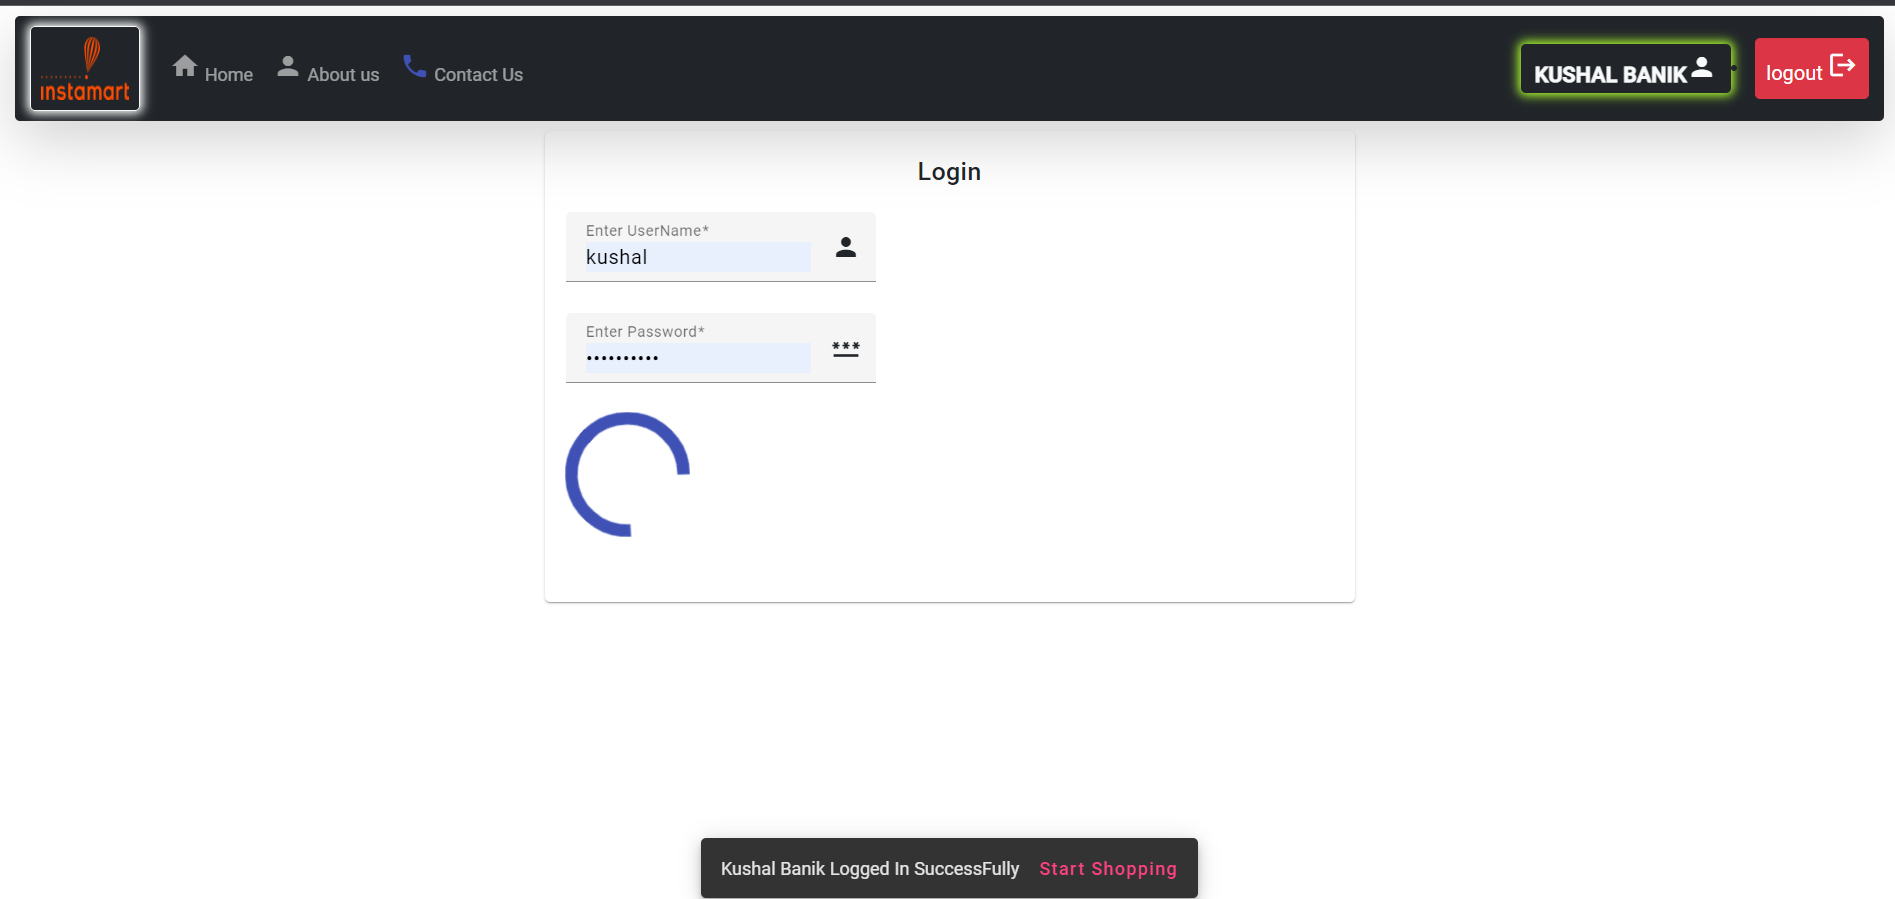 instamart
Home
About us
Contact Us
KUSHAL BANIK
logout
Login
Enter UserName*
kushal
Enter Password*
••••••••••
***
Kushal Banik Logged In SuccessFully
Start Shopping